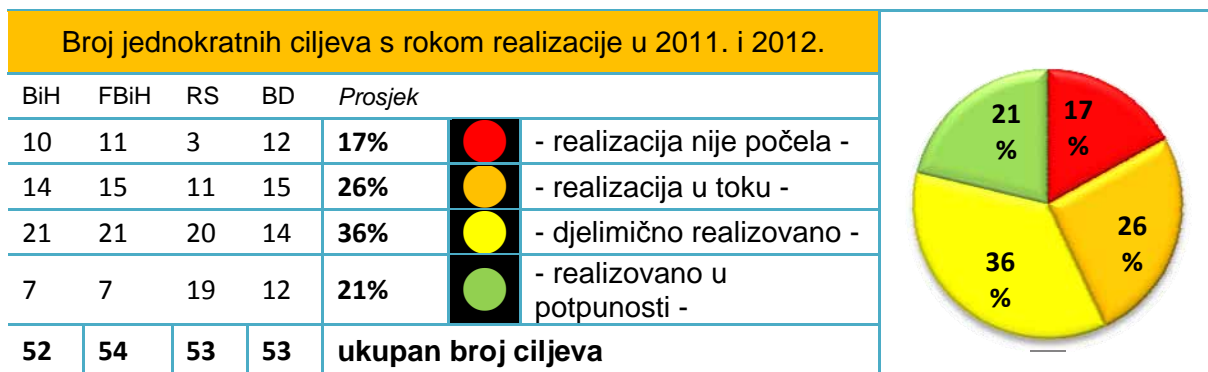 Broj jednokratnih ciljeva s rokom realizacije u 2011. i 2012.
BiH FBiH RS BD Prosjek
10 11 3 12 17% - realizacija nije počela -
14 15 11 15 26% - realizacija u toku -
21 21 20 14 36% - djelimično realizovano -
7 7 19 12 21% - realizovano u
potpunosti -
52 54 53 53 ukupan broj ciljeva
21
%
17
%
26
%
36
%